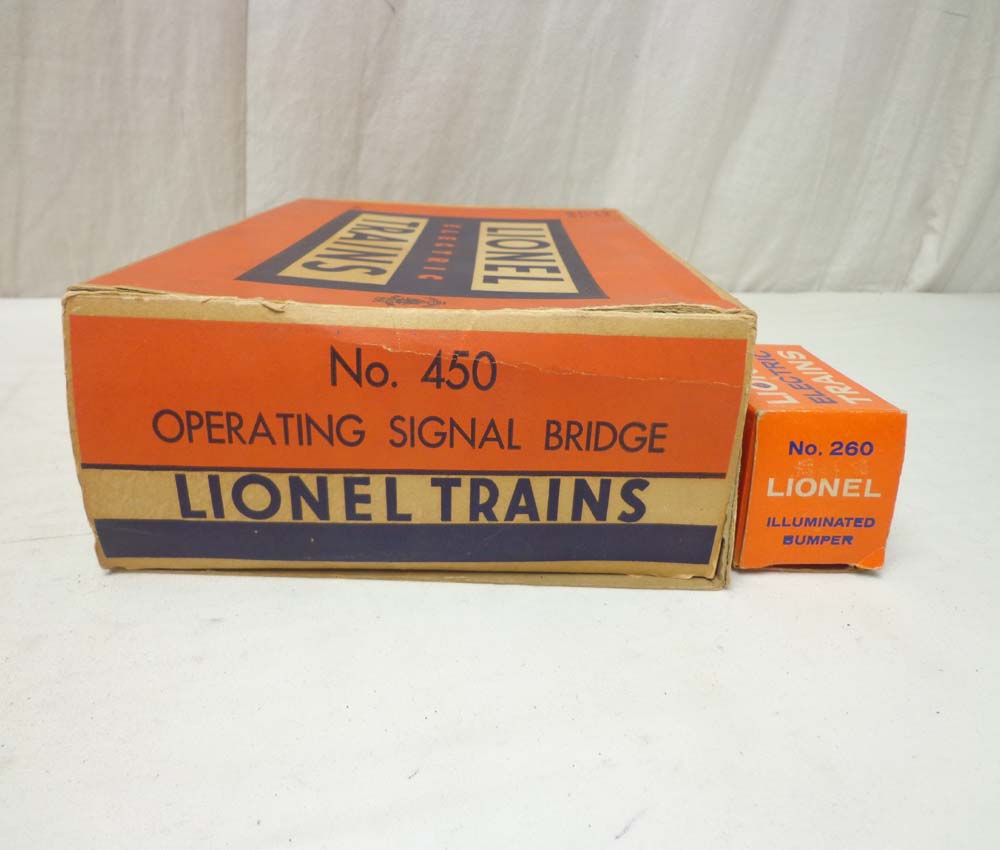 LIONEL
ELECTRIC
TRAINS
No. 450
OPERATING SIGNAL BRIDGE
LIONEL TRAINS
LIONEL
ELECTRIC
TRAINS
No. 260
LIONEL
ILLUMINATED
BUMPER